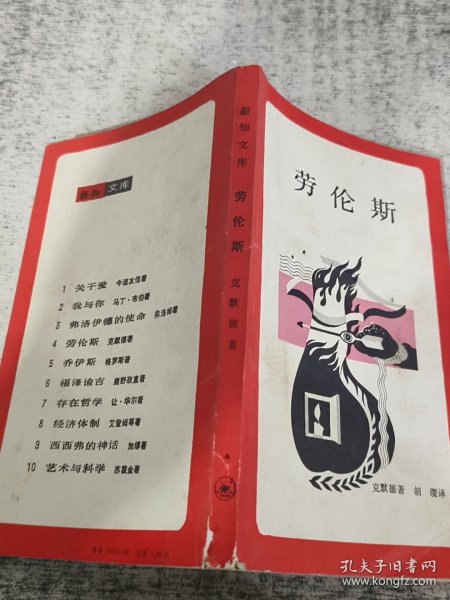 新知文库
1 关于爱 今道友信著
2 我与你 马丁·布伯著
3 弗洛伊德的使命 弗洛姆著
4 劳伦斯 克默德著
5 乔伊斯 格罗斯著
6 福泽谕吉 鹿野政直著
7 存在哲学 让·华尔著
8 经济体制 艾登姆等著
9 西西弗的神话 加缪著
10 艺术与科学 苏霍金著
新知文库
劳伦斯
克默德著
4
劳伦斯
克默德著 胡缨译
孔夫子旧书网
www.kongfz.com